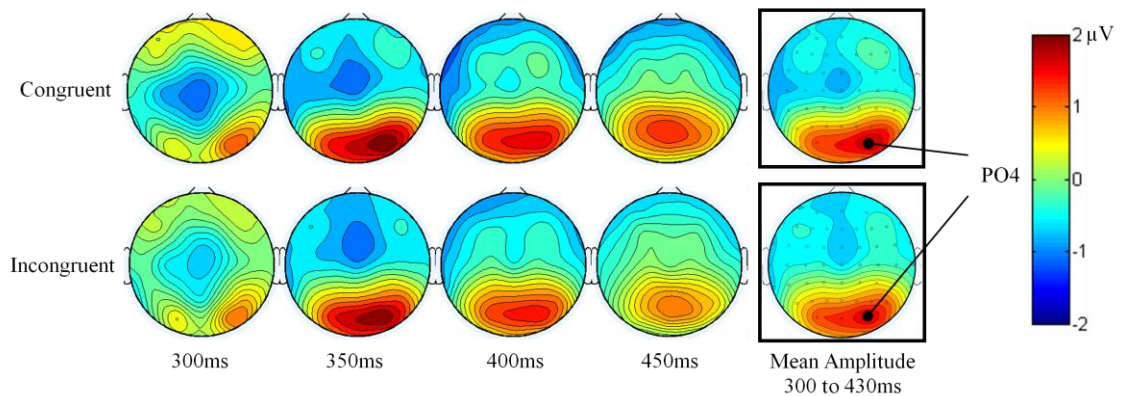 2 μV
Congruent
1
PO4
0
Incongruent
-1
-2
300ms
350ms
400ms
450ms
Mean Amplitude
300 to 430ms